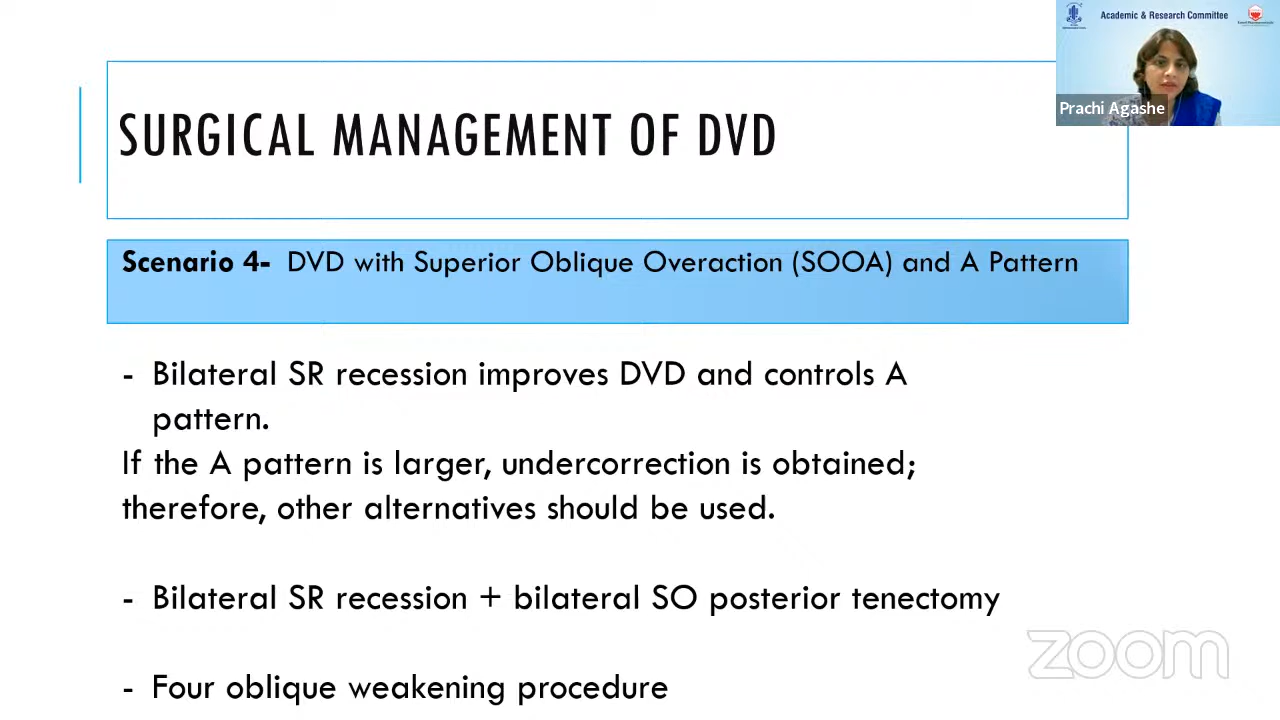 Academic & Research Committee
Prachi Agashe
SURGICAL MANAGEMENT OF DVD
Scenario 4- DVD with Superior Oblique Overaction (SOOA) and A Pattern
- Bilateral SR recession improves DVD and controls A
pattern.
If the A pattern is larger, undercorrection is obtained;
therefore, other alternatives should be used.
- Bilateral SR recession + bilateral SO posterior tenectomy
- Four oblique weakening procedure
zoom